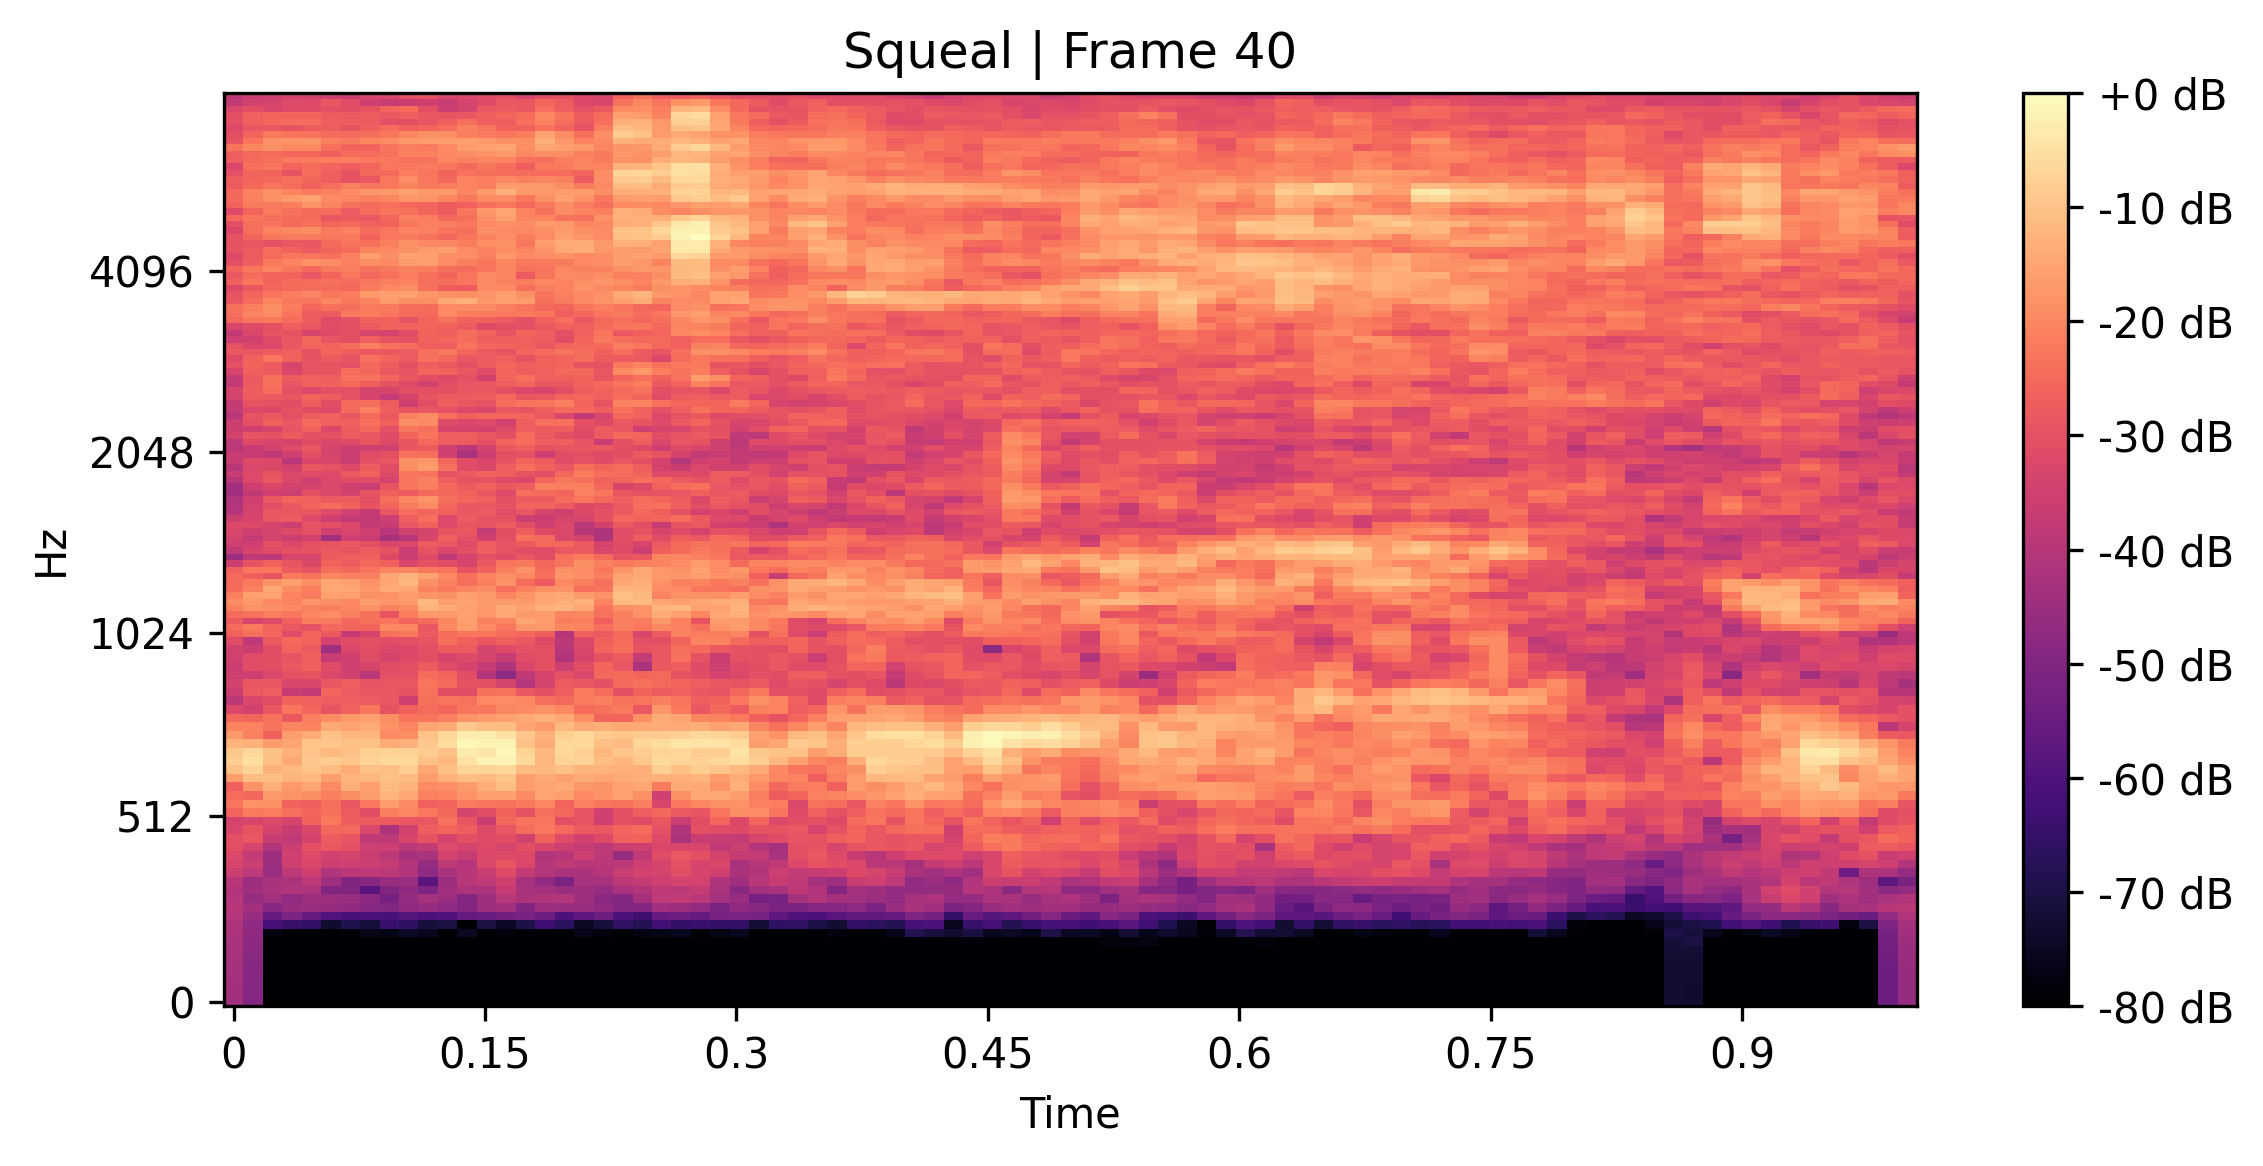 Squeal | Frame 40
Hz
4096
2048
1024
512
0
0 0.15 0.3 0.45 0.6 0.75 0.9
Time
+0 dB
-10 dB
-20 dB
-30 dB
-40 dB
-50 dB
-60 dB
-70 dB
-80 dB